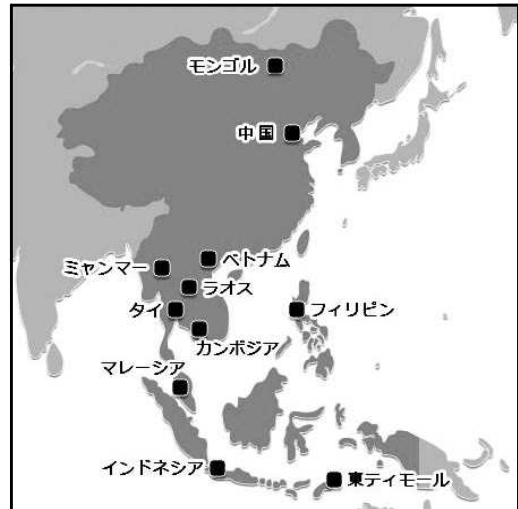 モンゴル
中国
ベトナム
ミャンマー
ラオス
タイ
フィリピン
カンボジア
マレーシア
インドネシア
東ティモール